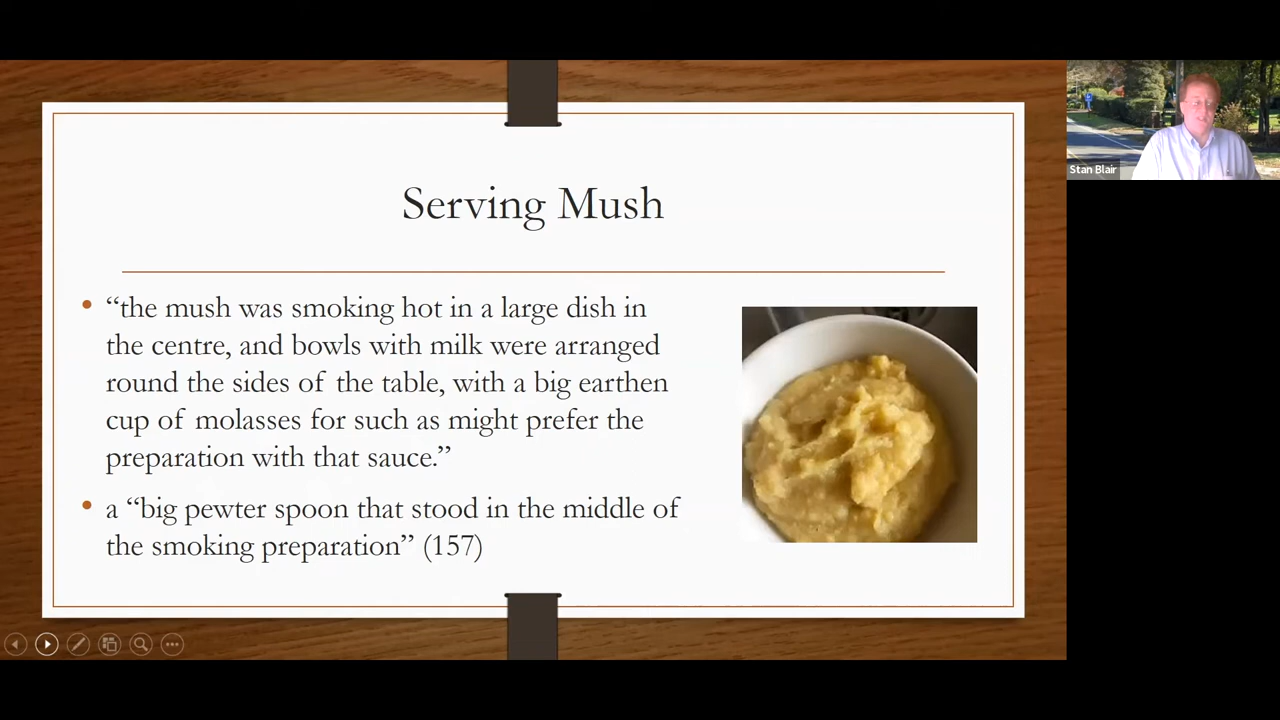 Serving Mush
“the mush was smoking hot in a large dish in
the centre, and bowls with milk were arranged
round the sides of the table, with a big earthen
cup of molasses for such as might prefer the
preparation with that sauce.”
a “big pewter spoon that stood in the middle of
the smoking preparation” (157)
Stan Blair